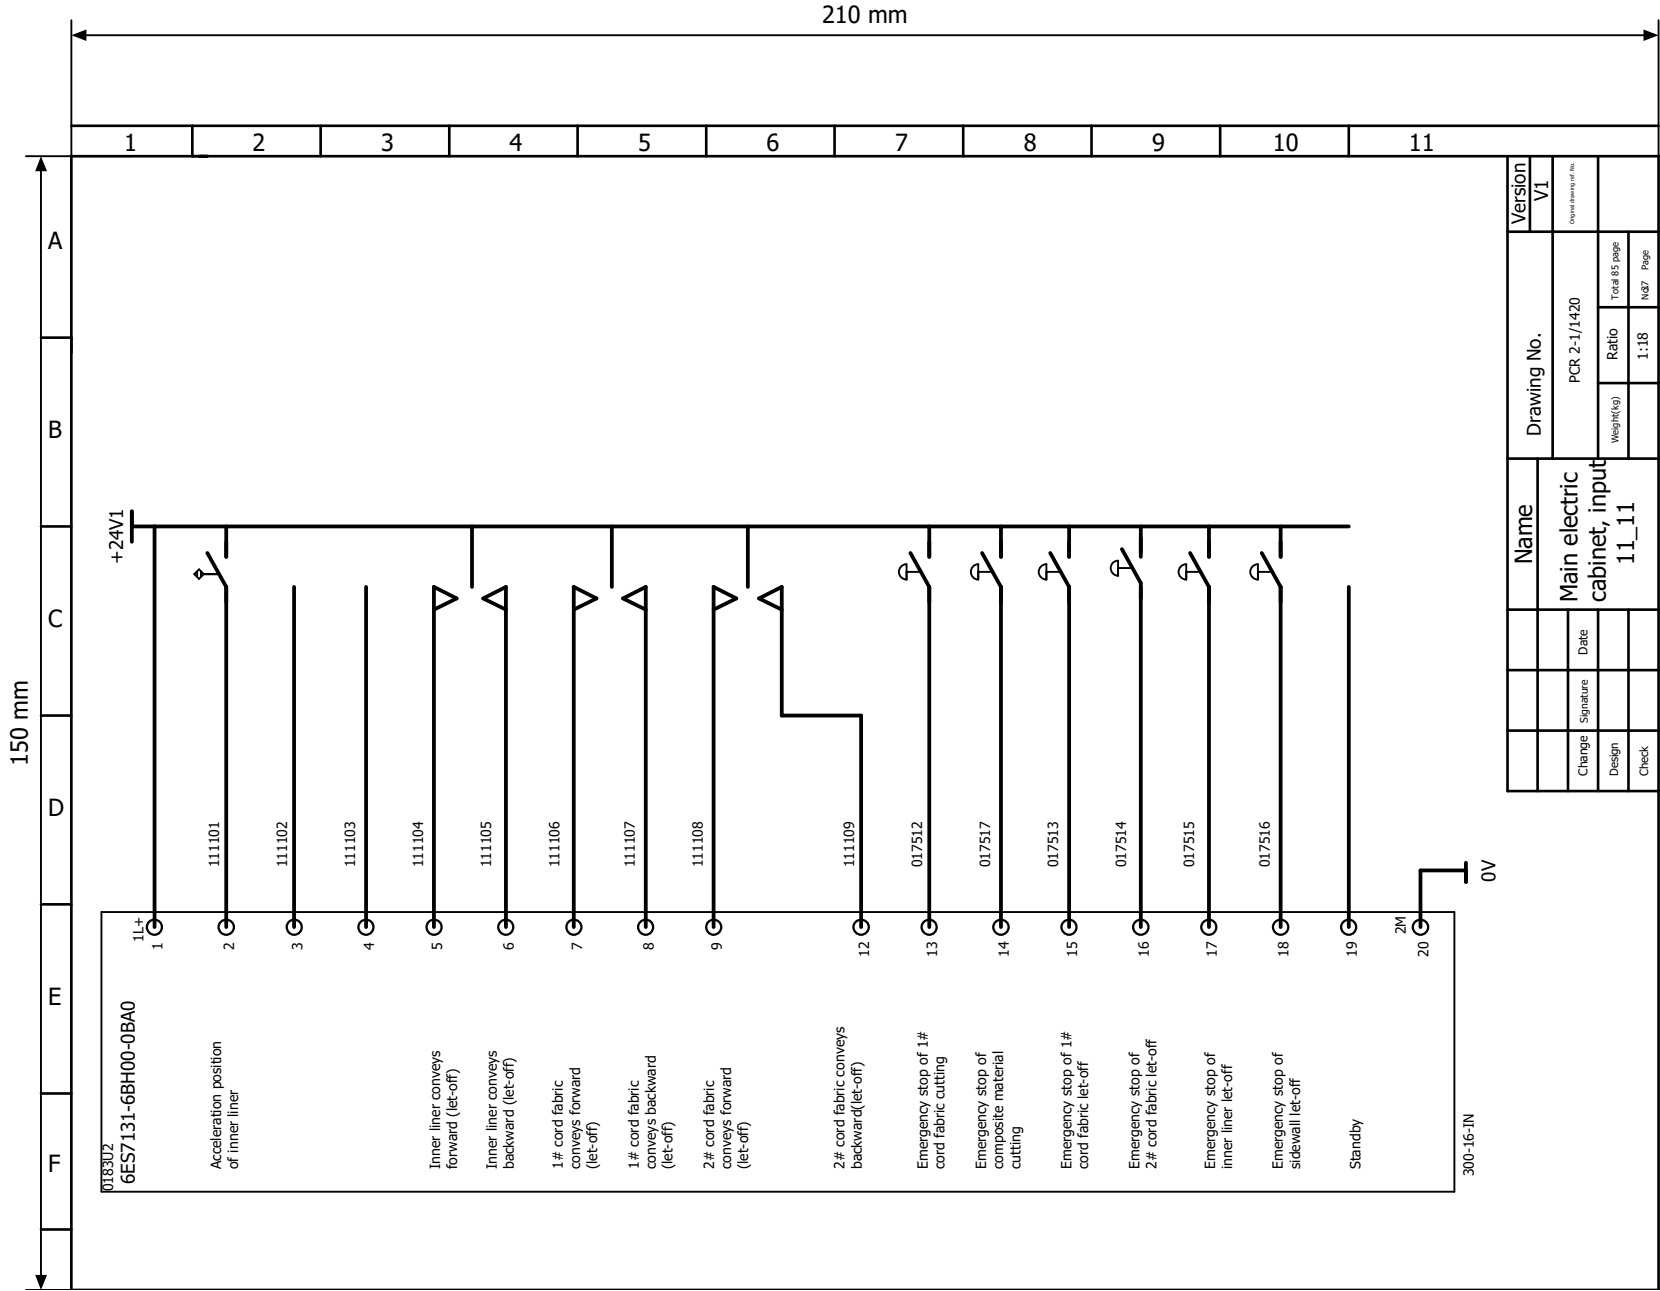 210 mm
150 mm
1 2 3 4 5 6 7 8 9 10 11
A
B
C
D
E
F
+24V1
111101
111102
111103
111104
111105
111106
111107
111108
111109
017512
017517
017513
017514
017515
017516
0V
1L+
2M
1
2
3
4
5
6
7
8
9
12
13
14
15
16
17
18
19
20
0183U2
6ES7131-6BH00-0BA0
Acceleration position
of inner liner
Inner liner conveys
forward (let-off)
Inner liner conveys
backward (let-off)
1# cord fabric
conveys forward
(let-off)
1# cord fabric
conveys backward
(let-off)
2# cord fabric
conveys forward
(let-off)
2# cord fabric conveys
backward(let-off)
Emergency stop of 1#
cord fabric cutting
Emergency stop of
composite material
cutting
Emergency stop of 1#
cord fabric let-off
Emergency stop of
2# cord fabric let-off
Emergency stop of
inner liner let-off
Emergency stop of
sidewall let-off
Standby
300-16-IN
Name
Main electric
cabinet, input
11_11
Drawing No.
PCR 2-1/1420
Version
V1
Original drawing ref. No.
Weight(kg)
Ratio
Total 85 page
1:18
Page
Change
Signature
Date
Design
Check